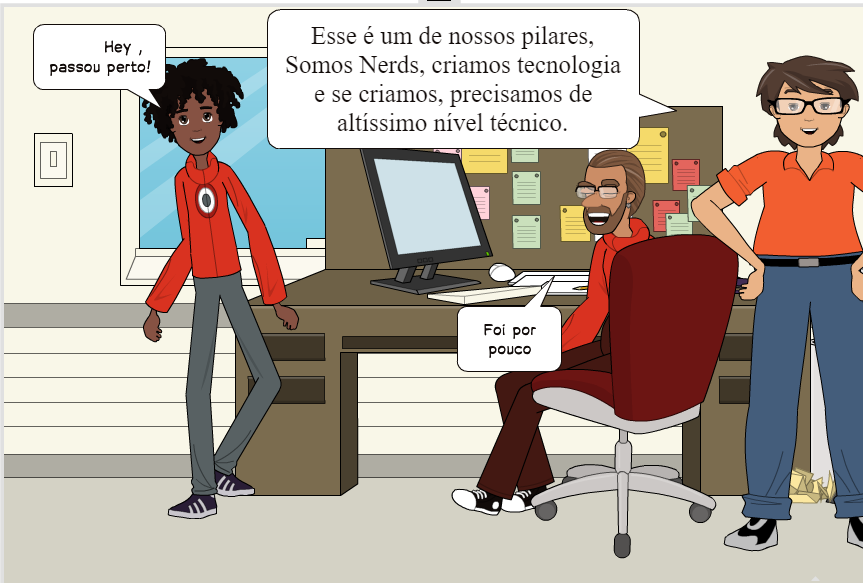 Hey ,
passou perto!
Esse é um de nossos pilares,
Somos Nerds, criamos tecnologia
e se criamos, precisamos de
altíssimo nível técnico.
Foi por
pouco